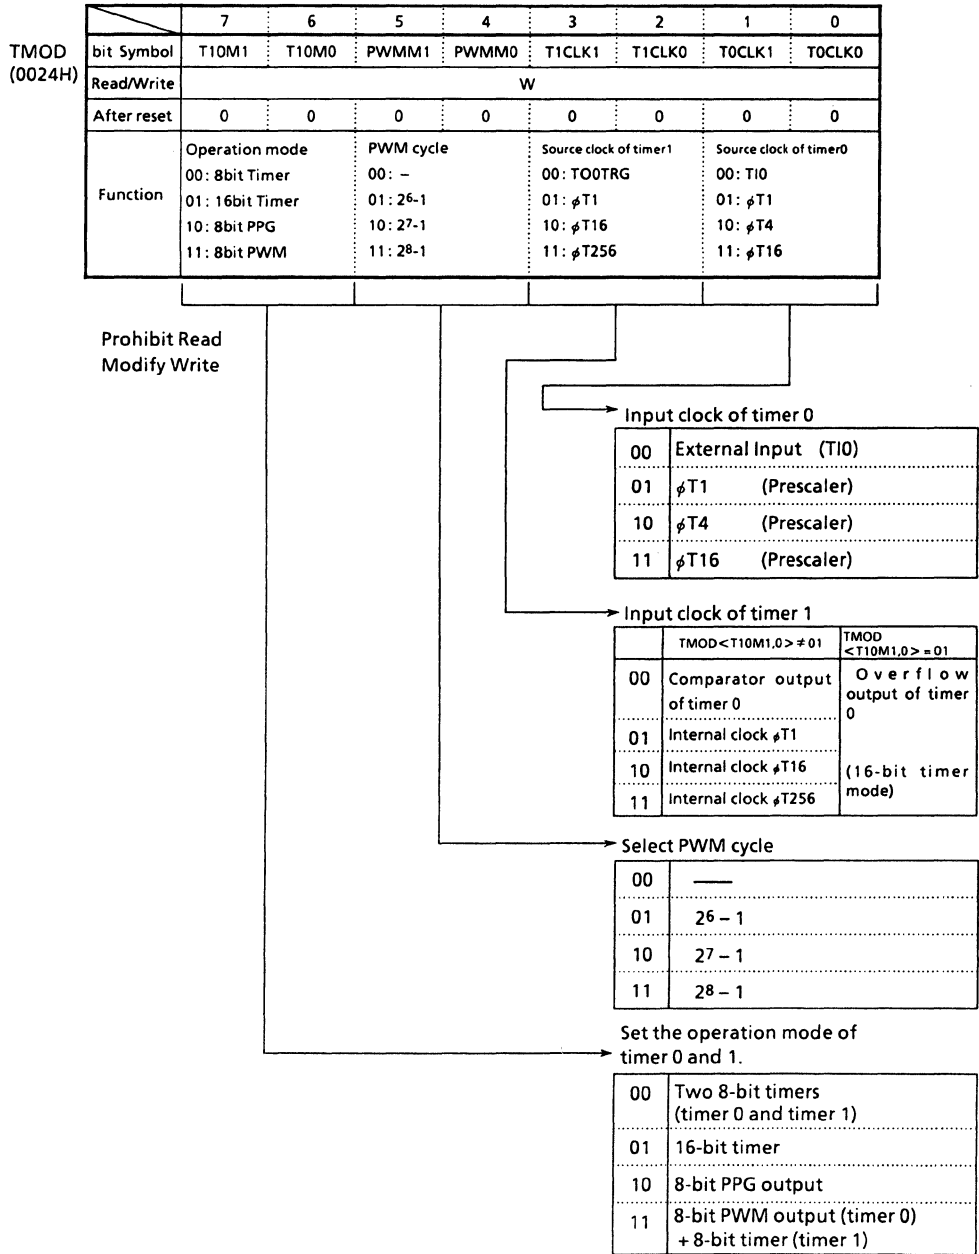 7 6 5 4 3 2 1 0
TMOD (0024H)
bit Symbol T10M1 T10M0 PWMM1 PWMM0 T1CLK1 T1CLK0 T0CLK1 T0CLK0
Read/Write W
After reset 0 0 0 0 0 0 0 0
Function
Operation mode PWM cycle Source clock of timer1 Source clock of timer0
00: 8bit Timer 00: – 00: TO0TRG 00: TI0
01: 16bit Timer 01: 2⁶-1 01: ϕT1 01: ϕT1
10: 8bit PPG 10: 2⁷-1 10: ϕT16 10: ϕT4
11: 8bit PWM 11: 2⁸-1 11: ϕT256 11: ϕT16
Prohibit Read
Modify Write
Input clock of timer 0
00 External Input (TI0)
01 ϕT1 (Prescaler)
10 ϕT4 (Prescaler)
11 ϕT16 (Prescaler)
Input clock of timer 1
TMOD<T10M1,0> ≠ 01
TMOD
<T10M1,0> = 01
00 Comparator output
of timer 0
01 Internal clock ϕT1
10 Internal clock ϕT16
11 Internal clock ϕT256
Overflow
output of timer
0
(16-bit timer
mode)
Select PWM cycle
00 —
01 2⁶ – 1
10 2⁷ – 1
11 2⁸ – 1
Set the operation mode of
timer 0 and 1.
00 Two 8-bit timers
(timer 0 and timer 1)
01 16-bit timer
10 8-bit PPG output
11 8-bit PWM output (timer 0)
+ 8-bit timer (timer 1)